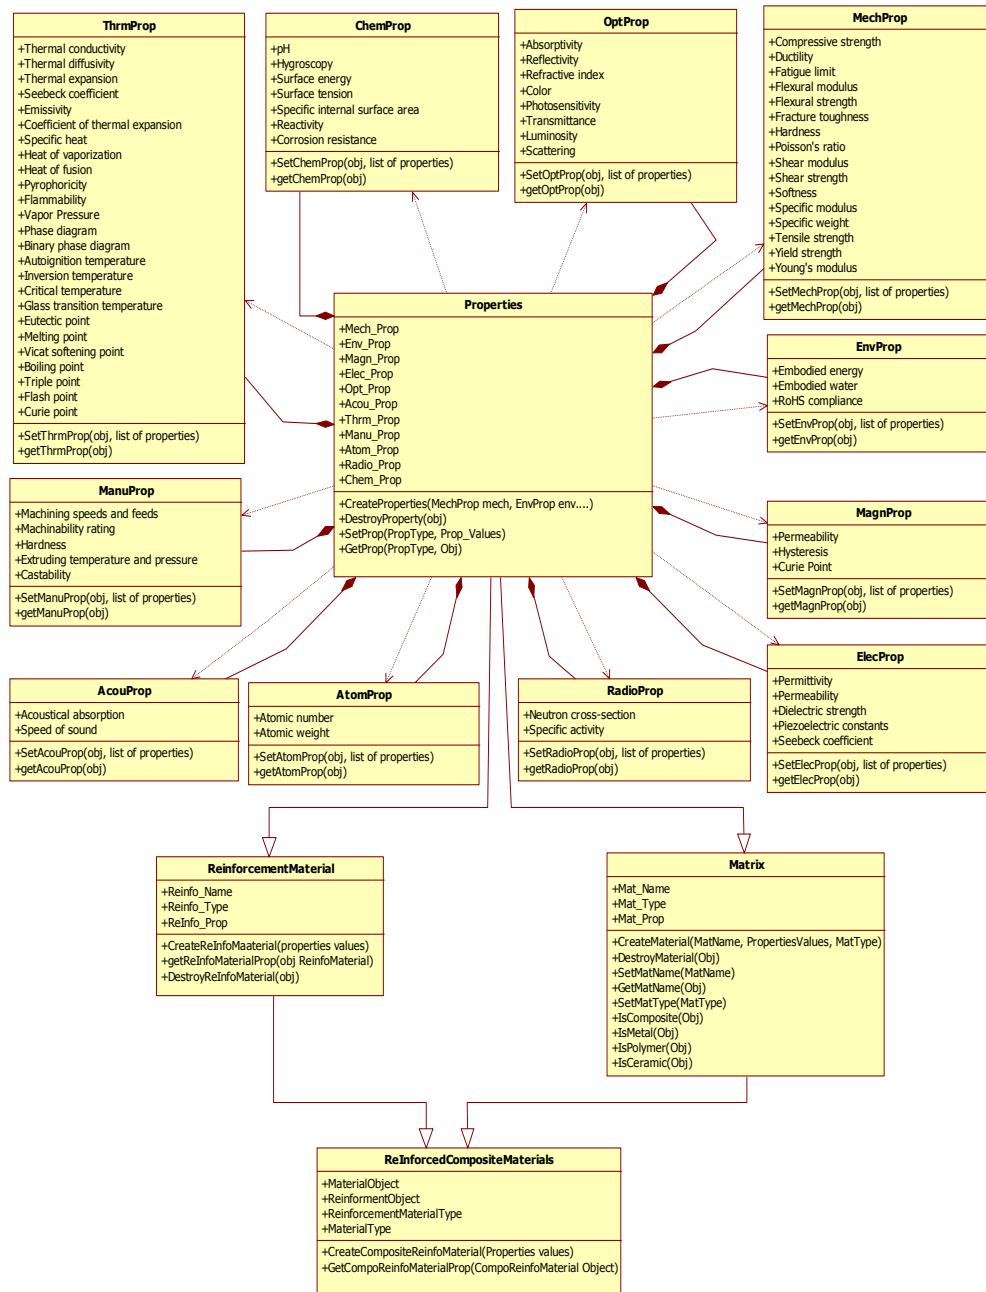 ThrmProp
+Thermal conductivity
+Thermal diffusivity
+Thermal expansion
+Seebeck coefficient
+Emissivity
+Coefficient of thermal expansion
+Specific heat
+Heat of vaporization
+Heat of fusion
+Pyrophoricity
+Flammability
+Vapor Pressure
+Phase diagram
+Binary phase diagram
+Autoignition temperature
+Inversion temperature
+Critical temperature
+Glass transition temperature
+Eutectic point
+Melting point
+Vicat softening point
+Boiling point
+Triple point
+Flash point
+Curie point
+SetThrmProp(obj, list of properties)
+getThrmProp(obj)
ChemProp
+pH
+Hygroscopy
+Surface energy
+Surface tension
+Specific internal surface area
+Reactivity
+Corrosion resistance
+SetChemProp(obj, list of properties)
+getChemProp(obj)
OptProp
+Absorptivity
+Reflectivity
+Refractive index
+Color
+Photosensitivity
+Transmittance
+Luminosity
+Scattering
+SetOptProp(obj, list of properties)
+getOptProp(obj)
MechProp
+Compressive strength
+Ductility
+Fatigue limit
+Flexural modulus
+Flexural strength
+Fracture toughness
+Hardness
+Poisson's ratio
+Shear modulus
+Shear strength
+Softness
+Specific modulus
+Specific weight
+Tensile strength
+Yield strength
+Young's modulus
+SetMechProp(obj, list of properties)
+getMechProp(obj)
Properties
+Mech_Prop
+Env_Prop
+Magn_Prop
+Elec_Prop
+Opt_Prop
+Acou_Prop
+Thrm_Prop
+Manu_Prop
+Atom_Prop
+Radio_Prop
+Chem_Prop
+CreateProperties(MechProp mech, EnvProp env....)
+DestroyProperty(obj)
+SetProp(PropType, Prop_Values)
+GetProp(PropType, Obj)
EnvProp
+Embodied energy
+Embodied water
+RoHS compliance
+SetEnvProp(obj, list of properties)
+getEnvProp(obj)
ManuProp
+Machining speeds and feeds
+Machinability rating
+Hardness
+Extruding temperature and pressure
+Castability
+SetManuProp(obj, list of properties)
+getManuProp(obj)
MagnProp
+Permeability
+Hysteresis
+Curie Point
+SetMagnProp(obj, list of properties)
+getMagnProp(obj)
AcouProp
+Acoustical absorption
+Speed of sound
+SetAcouProp(obj, list of properties)
+getAcouProp(obj)
AtomProp
+Atomic number
+Atomic weight
+SetAtomProp(obj, list of properties)
+getAtomProp(obj)
RadioProp
+Neutron cross-section
+Specific activity
+SetRadioProp(obj, list of properties)
+getRadioProp(obj)
ElecProp
+Permittivity
+Permeability
+Dielectric strength
+Piezoelectric constants
+Seebeck coefficient
+SetElecProp(obj, list of properties)
+getElecProp(obj)
ReinforcementMaterial
+Reinfo_Name
+Reinfo_Type
+ReInfo_Prop
+CreateReInfoMaaterial(properties values)
+getReInfoMaterialProp(obj ReinfoMaterial)
+DestroyReInfoMaterial(obj)
Matrix
+Mat_Name
+Mat_Type
+Mat_Prop
+CreateMaterial(MatName, PropertiesValues, MatType)
+DestroyMaterial(Obj)
+SetMatName(MatName)
+GetMatName(Obj)
+SetMatType(MatType)
+IsComposite(Obj)
+IsMetal(Obj)
+IsPolymer(Obj)
+IsCeramic(Obj)
ReInforcedCompositeMaterials
+MaterialObject
+ReinformentObject
+ReinforcementMaterialType
+MaterialType
+CreateCompositeReinfoMaterial(Properties values)
+GetCompoReinfoMaterialProp(CompoReinfoMaterial Object)